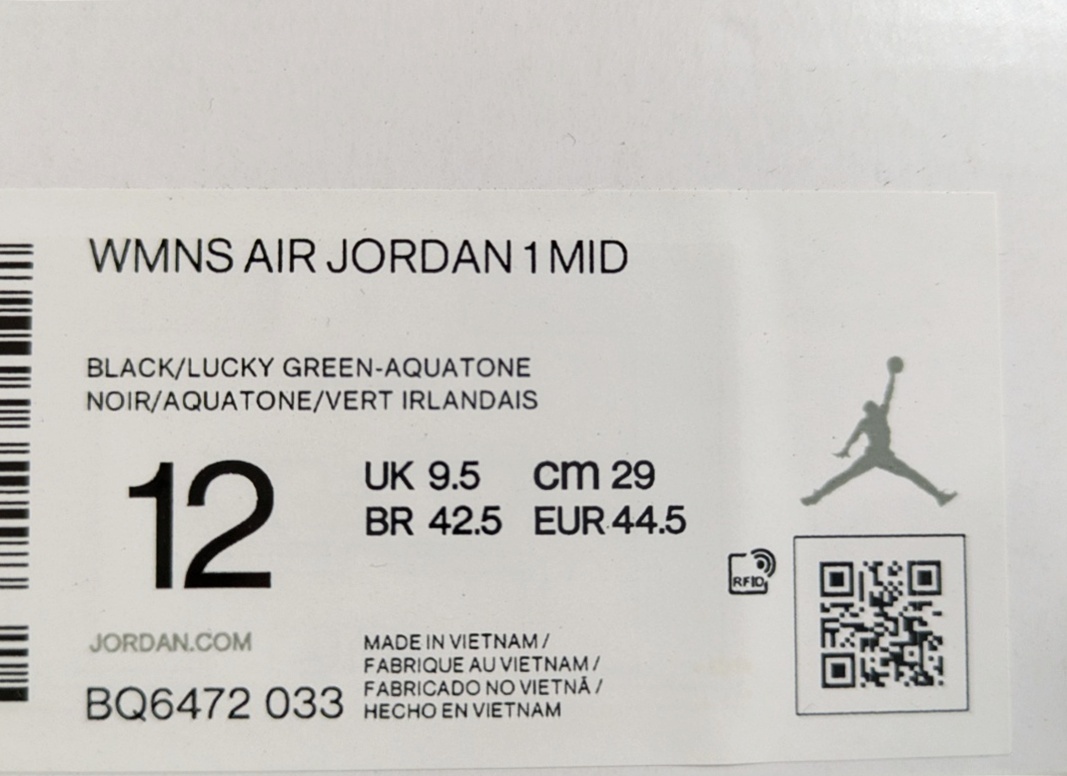 WMNS AIR JORDAN 1 MID
BLACK/LUCKY GREEN-AQUATONE
NOIR/AQUATONE/VERT IRLANDAIS
12
UK 9.5 cm 29
BR 42.5 EUR 44.5
RFID
JORDAN.COM
BQ6472 033
MADE IN VIETNAM /
FABRIQUE AU VIETNAM /
FABRICADO NO VIETNÃ /
HECHO EN VIETNAM